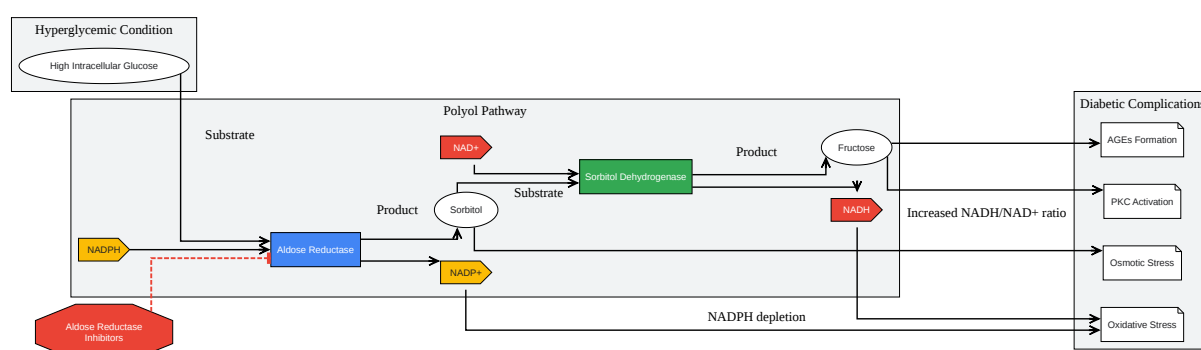 Hyperglycemic Condition
High Intracellular Glucose
Polyol Pathway
Diabetic Complications
Substrate
NAD+
Product
Fructose
AGEs Formation
Sorbitol Dehydrogenase
Substrate
Product
Sorbitol
NADH
Increased NADH/NAD+ ratio
PKC Activation
NADPH
Aldose Reductase
NADP+
Osmotic Stress
Aldose Reductase
Inhibitors
NADPH depletion
Oxidative Stress